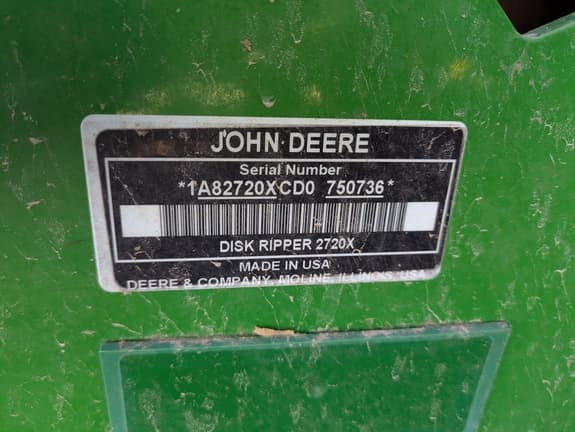 JOHN DEERE
Serial Number
*1A82720XCD0 750736*
DISK RIPPER 2720X
MADE IN USA
DEERE & COMPANY, MOLINE, ILLINOIS, USA